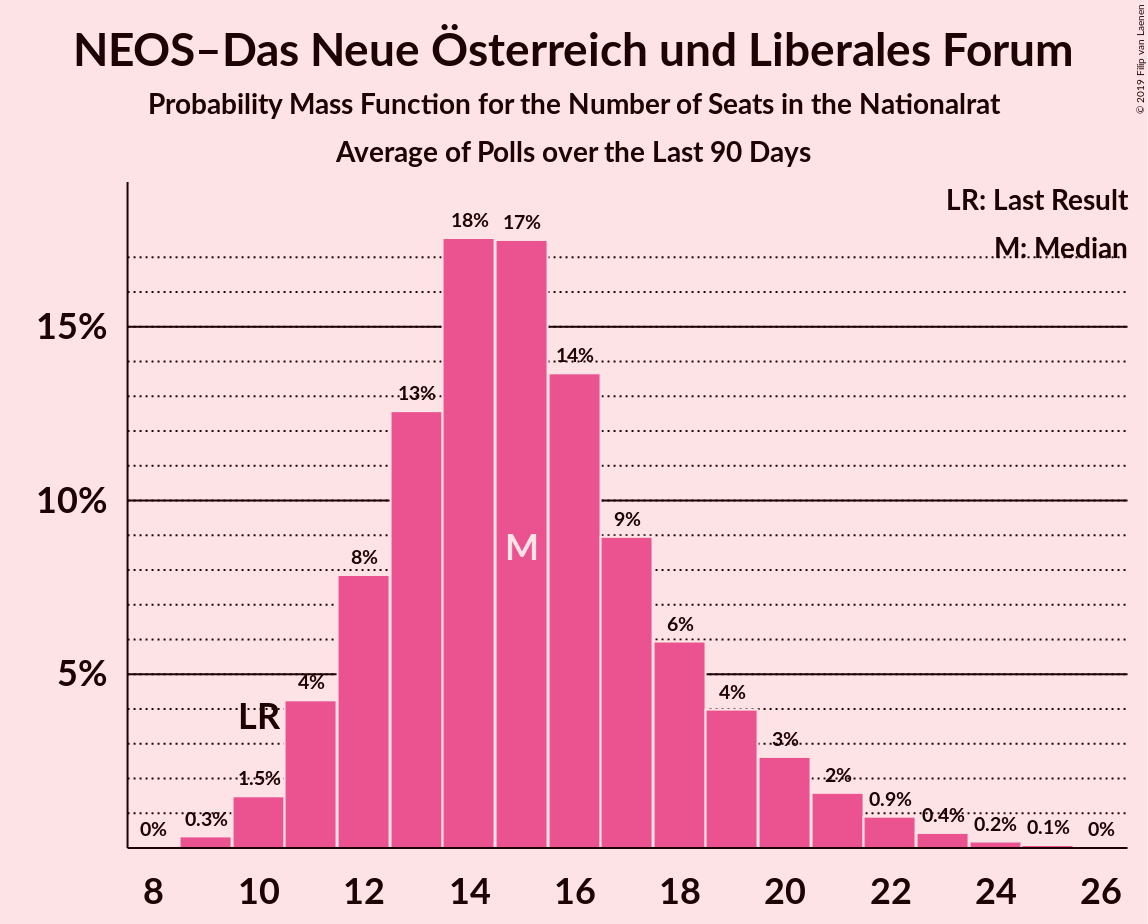 NEOS–Das Neue Österreich und Liberales Forum
Probability Mass Function for the Number of Seats in the Nationalrat
Average of Polls over the Last 90 Days
© 2019 Filip van Laenen
LR: Last Result
M: Median
15%
10%
5%
0%
0.3%
1.5%
LR
4%
8%
13%
18%
17%
M
14%
9%
6%
4%
3%
2%
0.9%
0.4%
0.2%
0.1%
0%
8 10 12 14 16 18 20 22 24 26